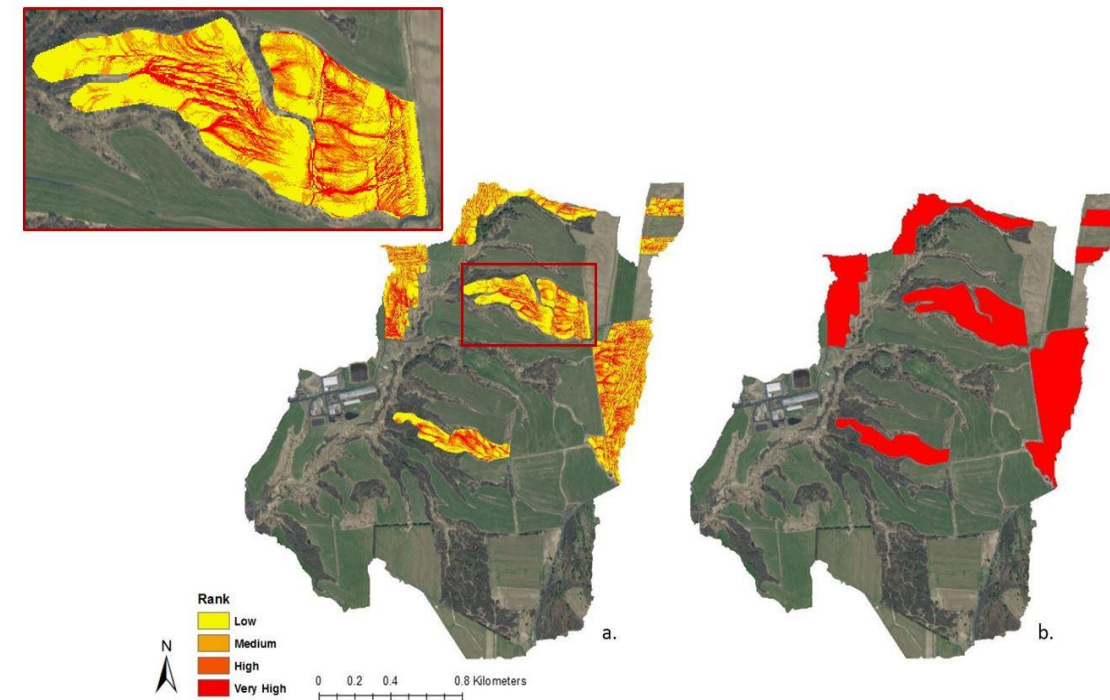 Rank
Low
Medium
High
Very High
N
0 0.2 0.4 0.8 Kilometers
a.
b.